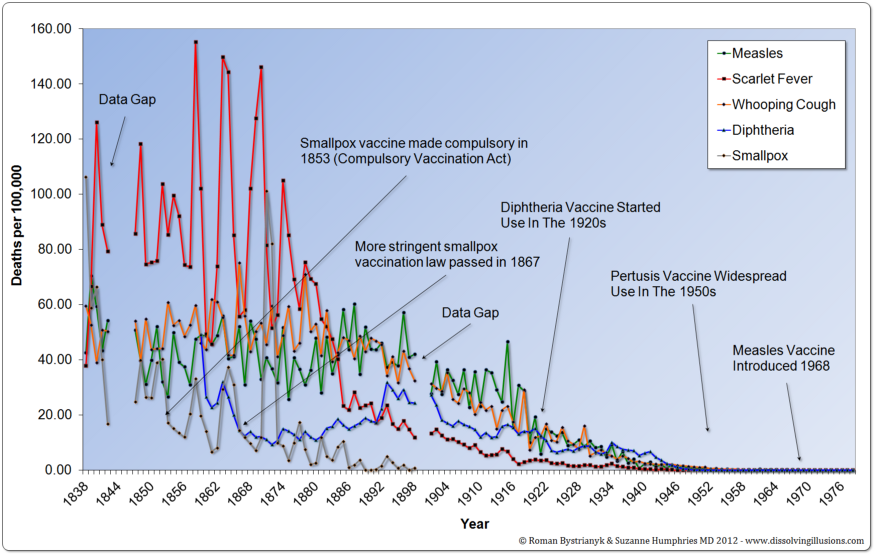 160.00
140.00
120.00
100.00
80.00
60.00
40.00
20.00
0.00
Deaths per 100,000
Data Gap
Smallpox vaccine made compulsory in
1853 (Compulsory Vaccination Act)
More stringent smallpox
vaccination law passed in 1867
Data Gap
Diphtheria Vaccine Started
Use In The 1920s
Pertusis Vaccine Widspread
Use In The 1950s
Measles Vaccine
Introduced 1968
Measles
Scarlet Fever
Whooping Cough
Diphtheria
Smallpox
1838 1844 1850 1856 1862 1868 1874 1880 1886 1892 1898 1904 1910 1916 1922 1928 1934 1940 1946 1952 1958 1964 1970 1976
Year
© Roman Bystrianyk & Suzanne Humphries MD 2012 - www.dissolvingillusions.com